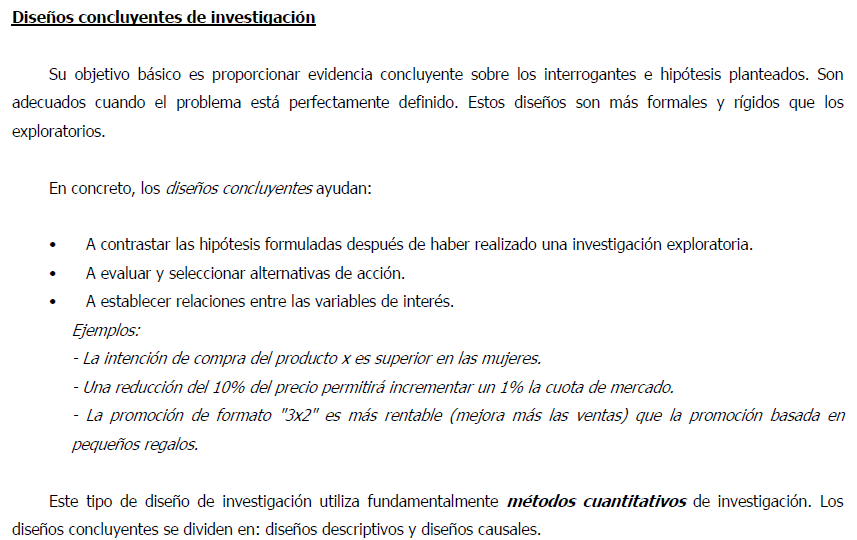 Diseños concluyentes de investigación
Su objetivo básico es proporcionar evidencia concluyente sobre los interrogantes e hipótesis planteados. Son
adecuados cuando el problema está perfectamente definido. Estos diseños son más formales y rígidos que los
exploratorios.
En concreto, los diseños concluyentes ayudan:
• A contrastar las hipótesis formuladas después de haber realizado una investigación exploratoria.
• A evaluar y seleccionar alternativas de acción.
• A establecer relaciones entre las variables de interés.
Ejemplos:
- La intención de compra del producto x es superior en las mujeres.
- Una reducción del 10% del precio permitirá incrementar un 1% la cuota de mercado.
- La promoción de formato "3x2" es más rentable (mejora más las ventas) que la promoción basada en
pequeños regalos.
Este tipo de diseño de investigación utiliza fundamentalmente métodos cuantitativos de investigación. Los
diseños concluyentes se dividen en: diseños descriptivos y diseños causales.